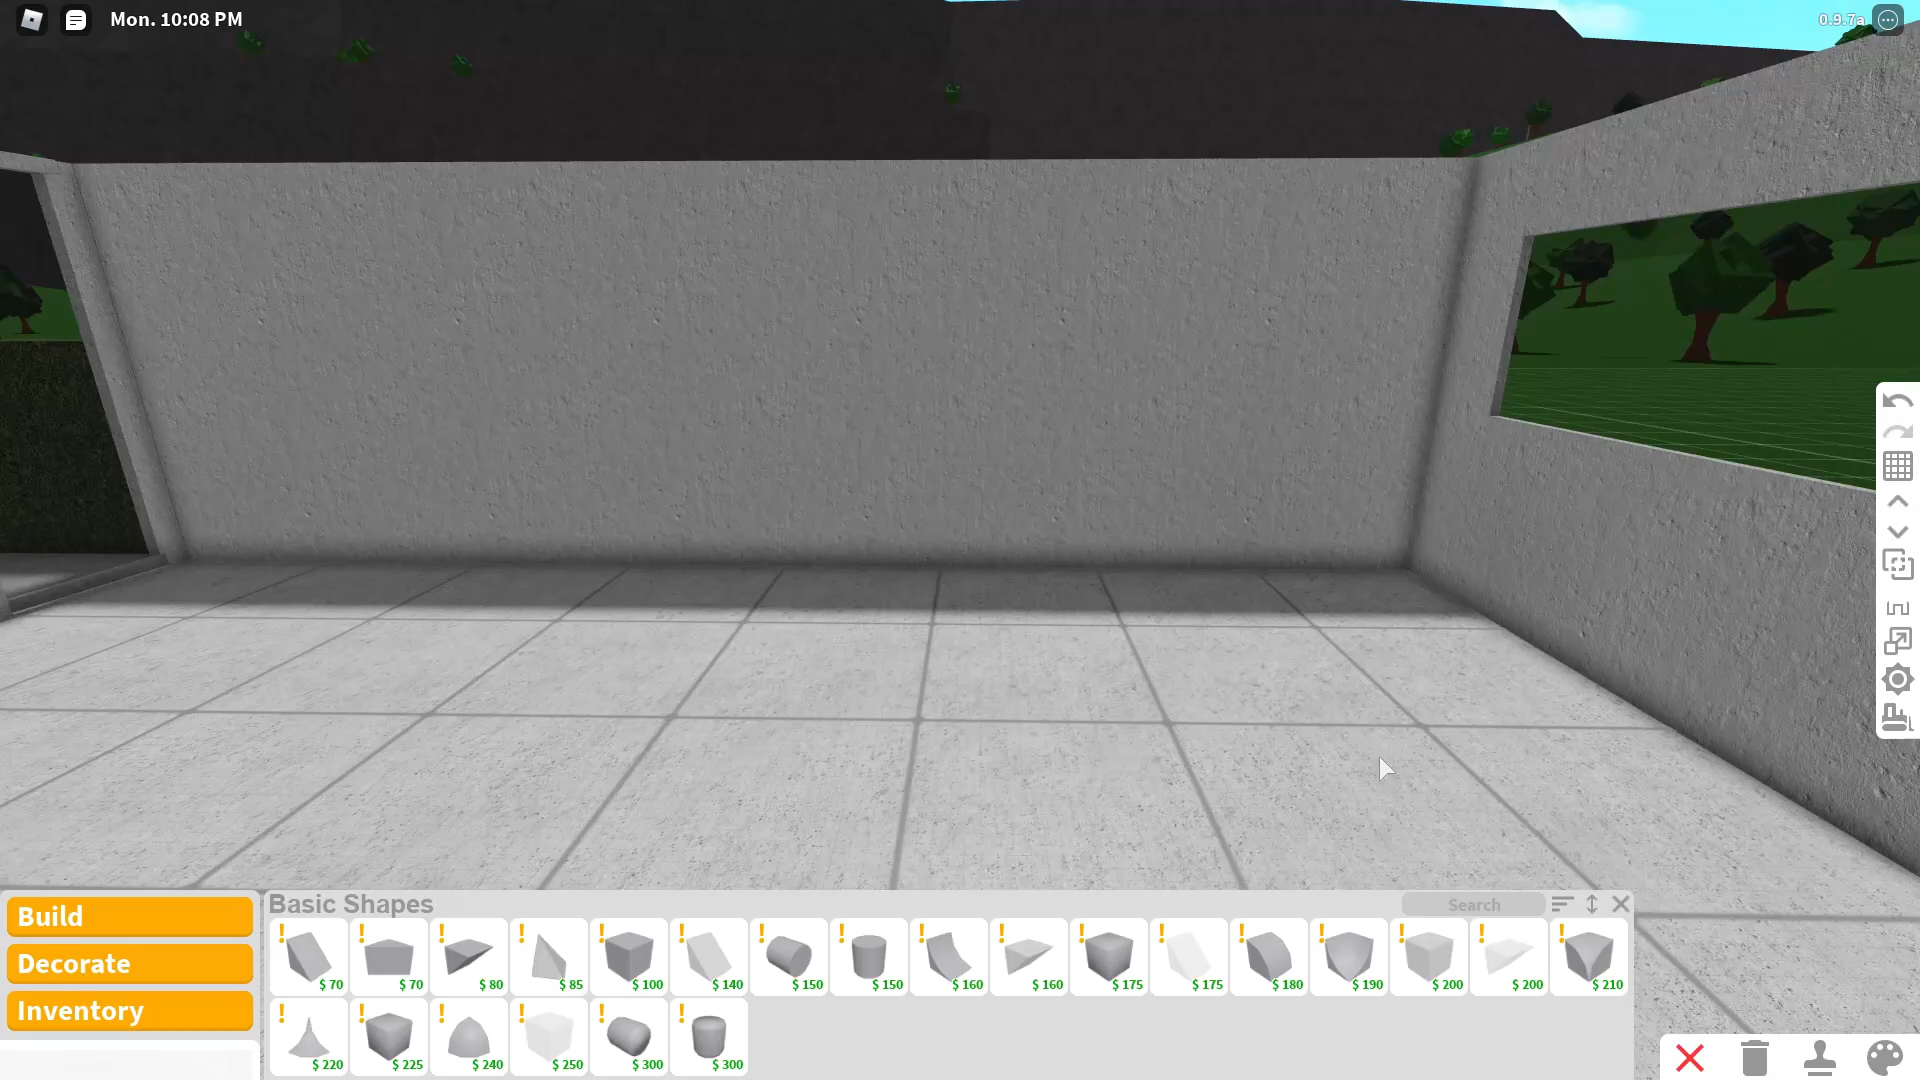 Mon. 10:08 PM
0.9.7a
Build
Decorate
Inventory
Basic Shapes
Search
! $ 70
! $ 70
! $ 80
! $ 85
! $ 100
! $ 140
! $ 150
! $ 150
! $ 160
! $ 160
! $ 175
! $ 175
! $ 180
! $ 190
! $ 200
! $ 200
! $ 210
! $ 220
! $ 225
! $ 240
! $ 250
! $ 300
! $ 300